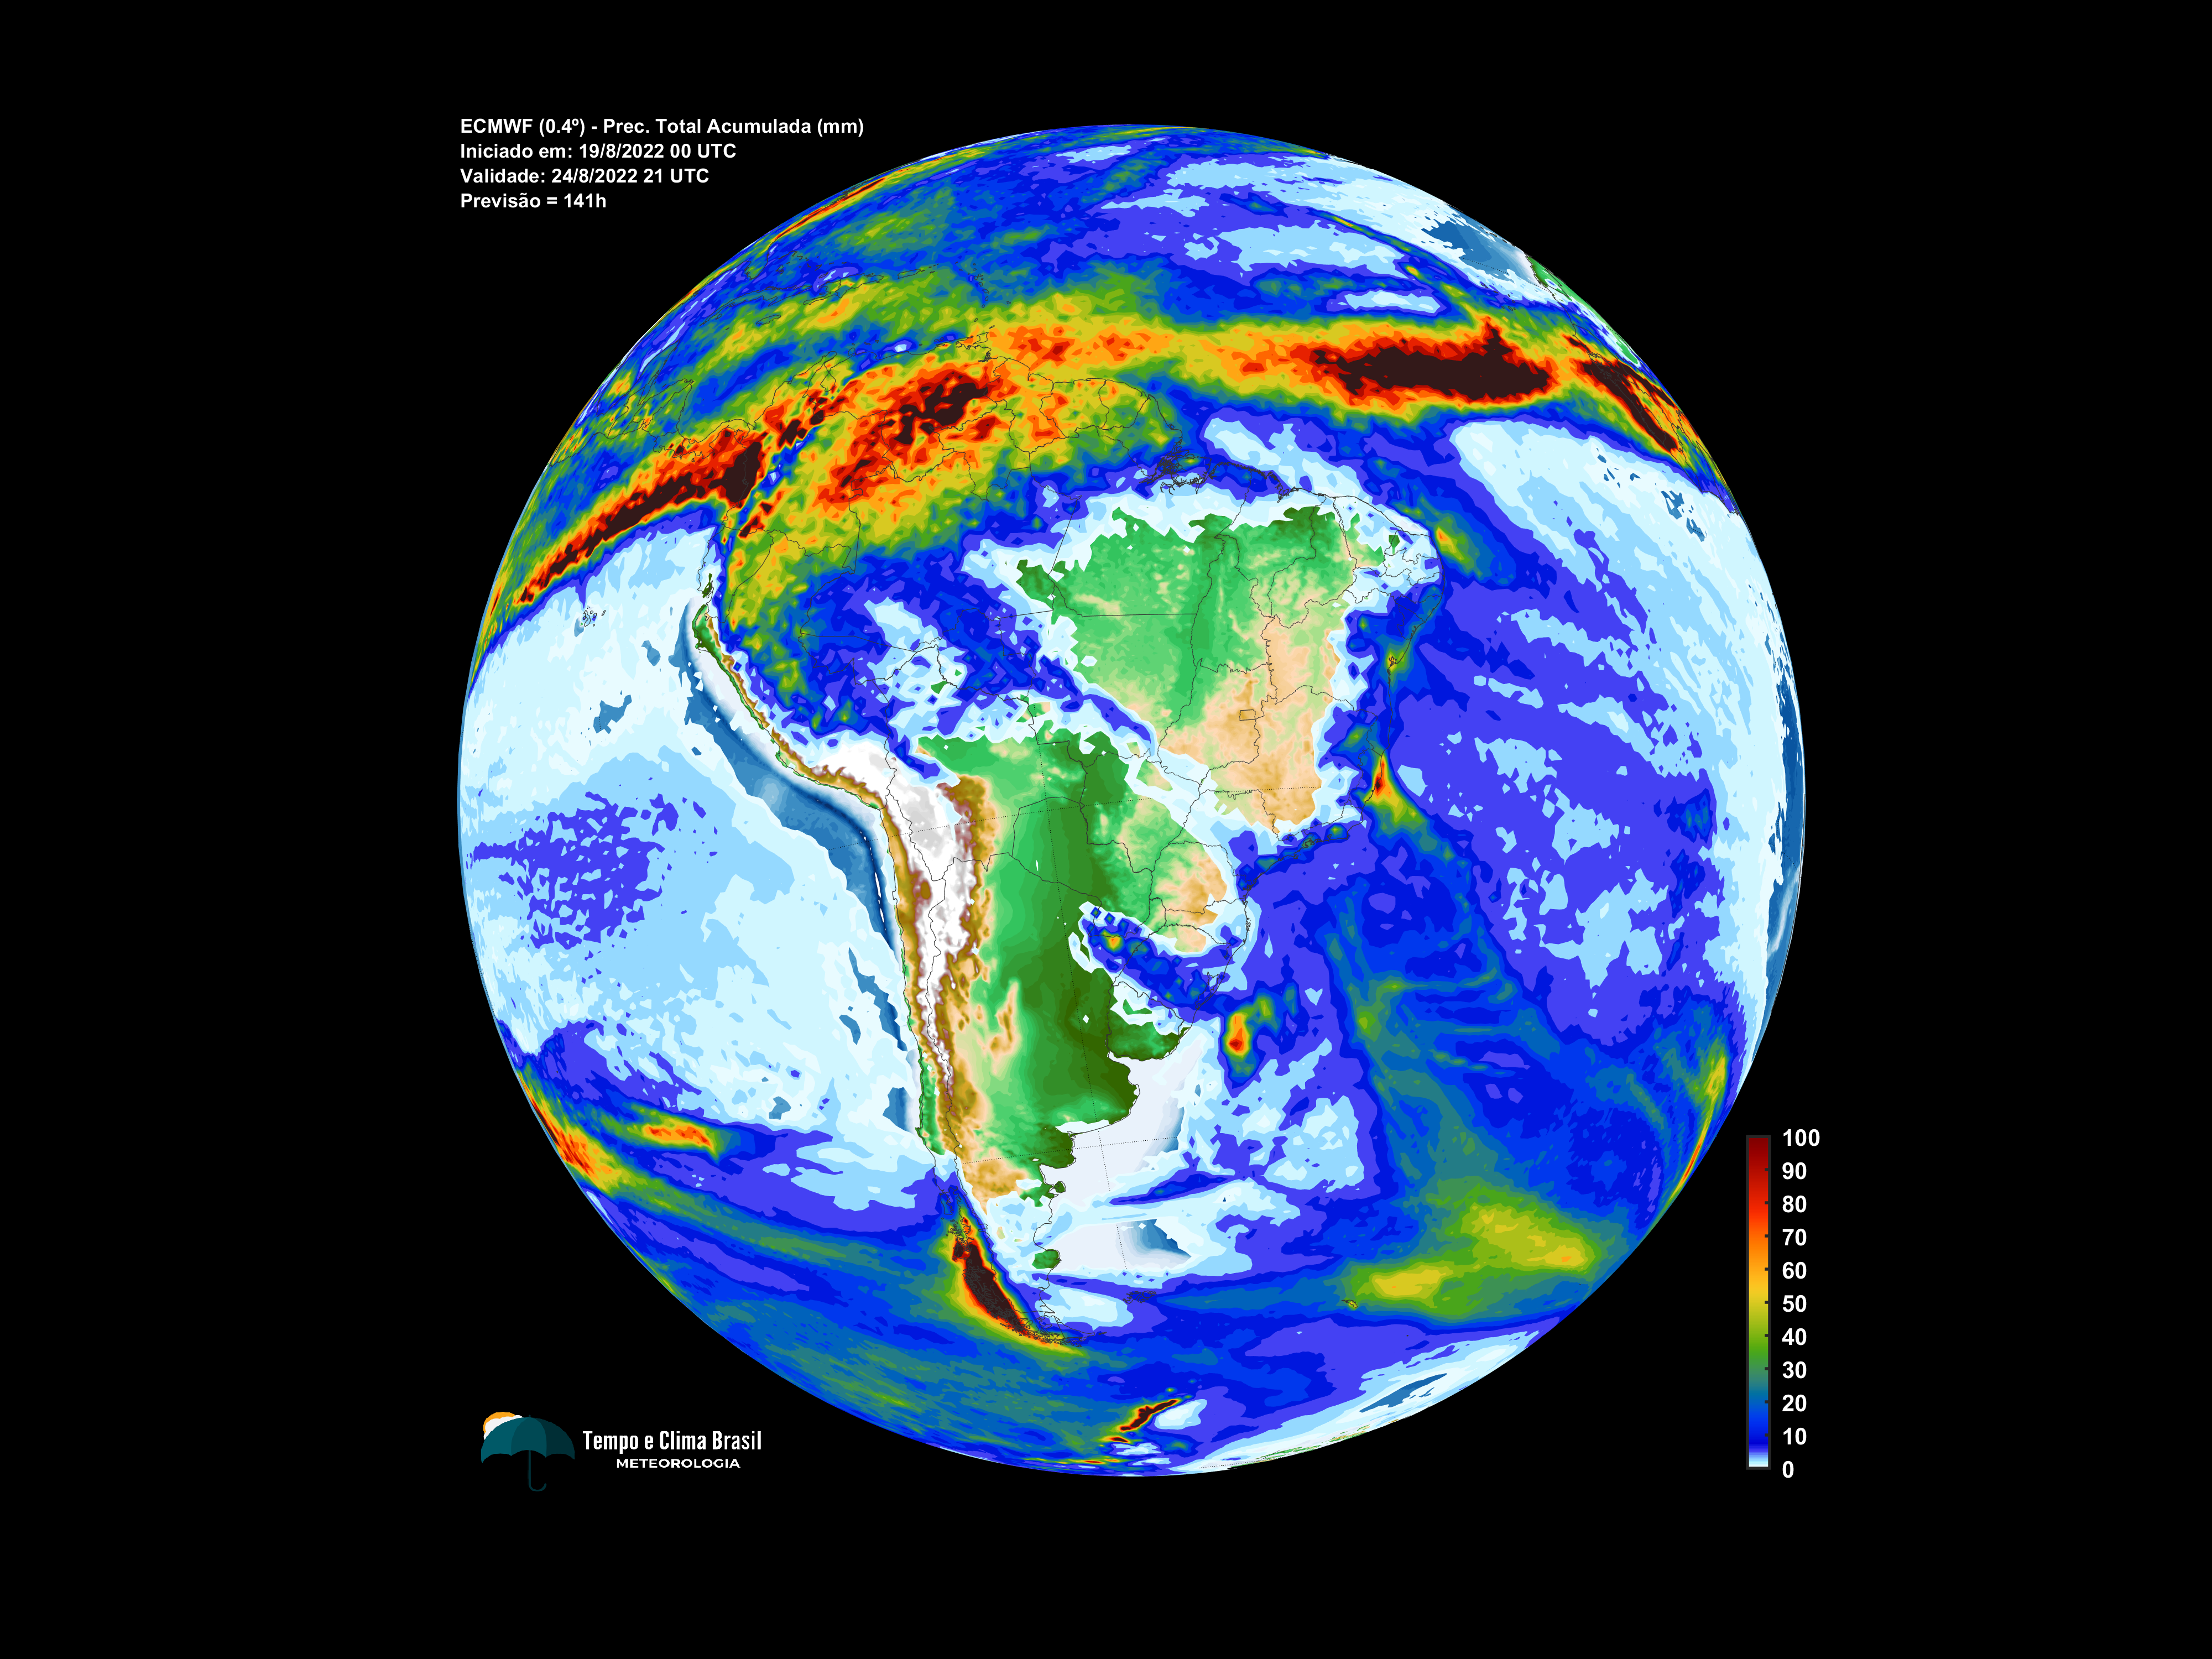 ECMWF (0.4º) - Prec. Total Acumulada (mm)
Iniciado em: 19/8/2022 00 UTC
Validade: 24/8/2022 21 UTC
Previsão = 141h
100
90
80
70
60
50
40
30
20
10
0
Tempo e Clima Brasil
METEOROLOGIA